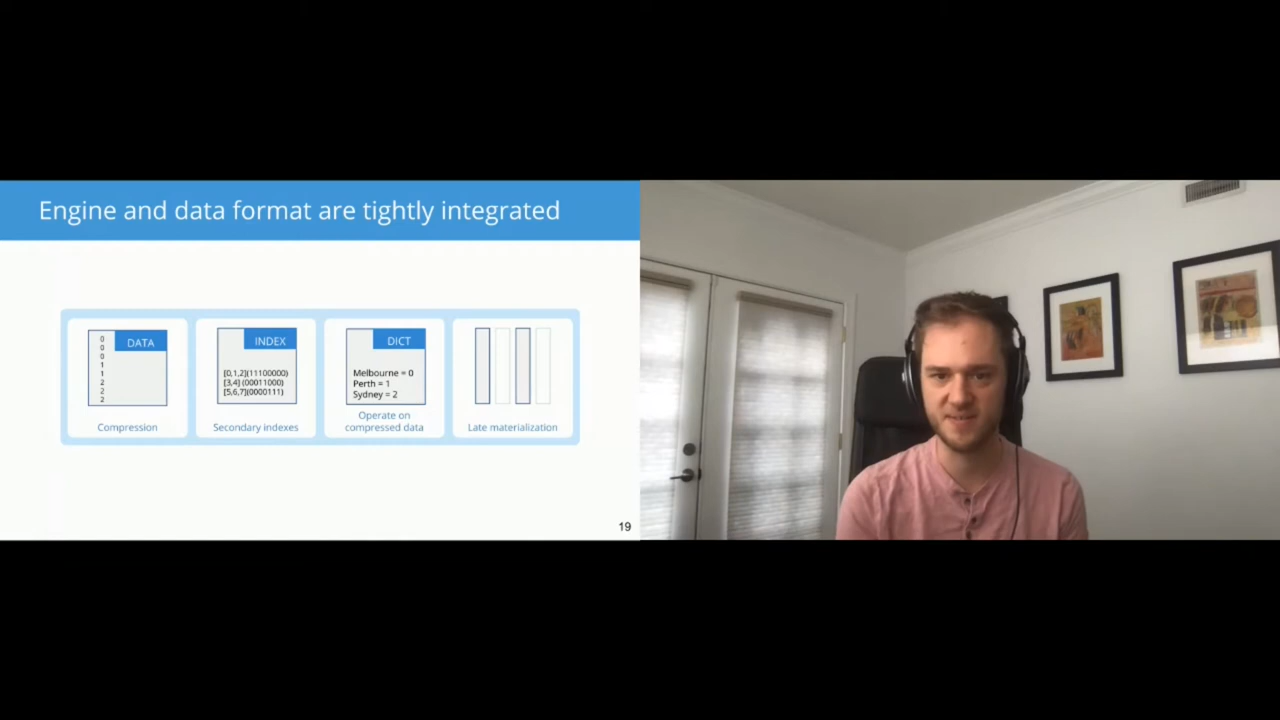 Engine and data format are tightly integrated
DATA
0
0
0
1
1
2
2
2
Compression
INDEX
[0,1,2](11100000)
[3,4] (00011000)
[5,6,7](0000111)
Secondary indexes
DICT
Melbourne = 0
Perth = 1
Sydney = 2
Operate on
compressed data
Late materialization
19